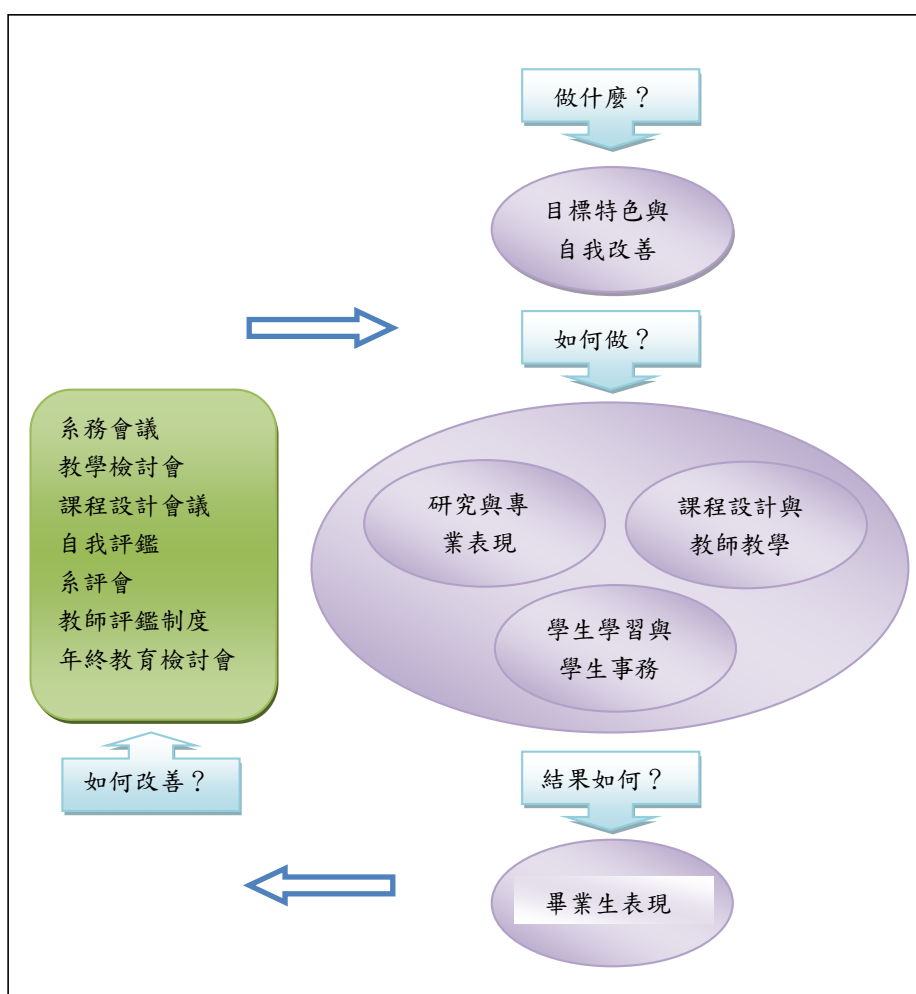 做什麼？
目標特色與
自我改善
如何做？
系務會議
教學檢討會
課程設計會議
自我評鑑
系評會
教師評鑑制度
年終教育檢討會
研究與專
業表現
課程設計與
教師教學
學生學習與
學生事務
如何改善？
結果如何？
畢業生表現